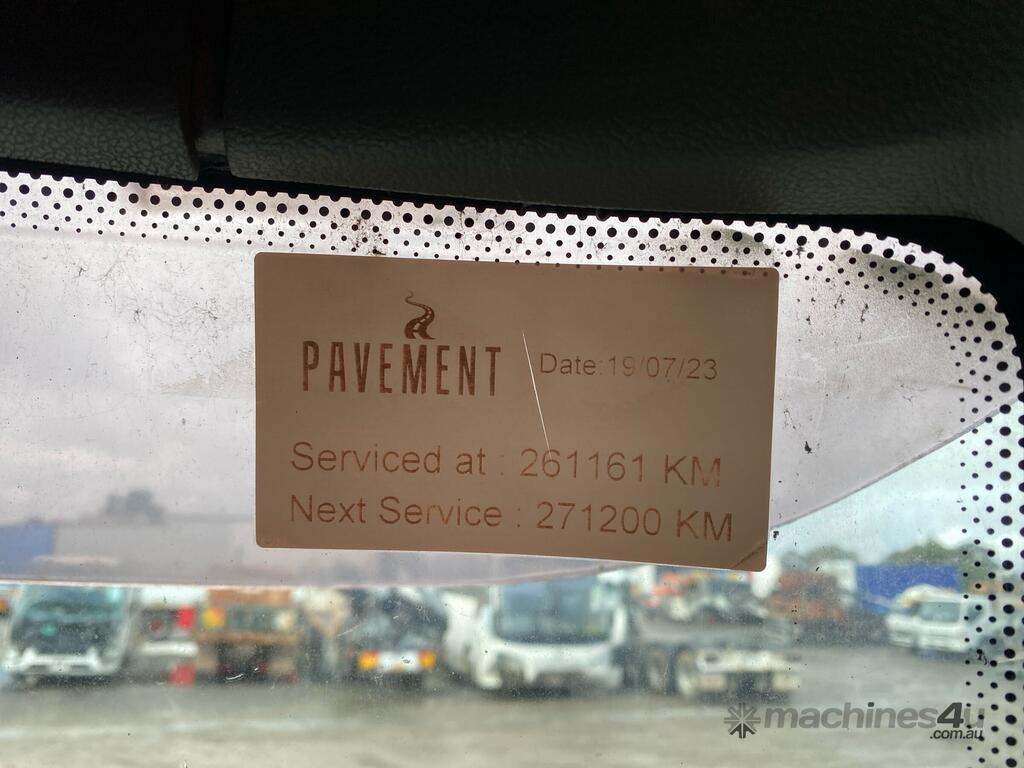 PAVEMENT
Date:19/07/23
Serviced at : 261161 KM
Next Service : 271200 KM
machines4u
.com.au